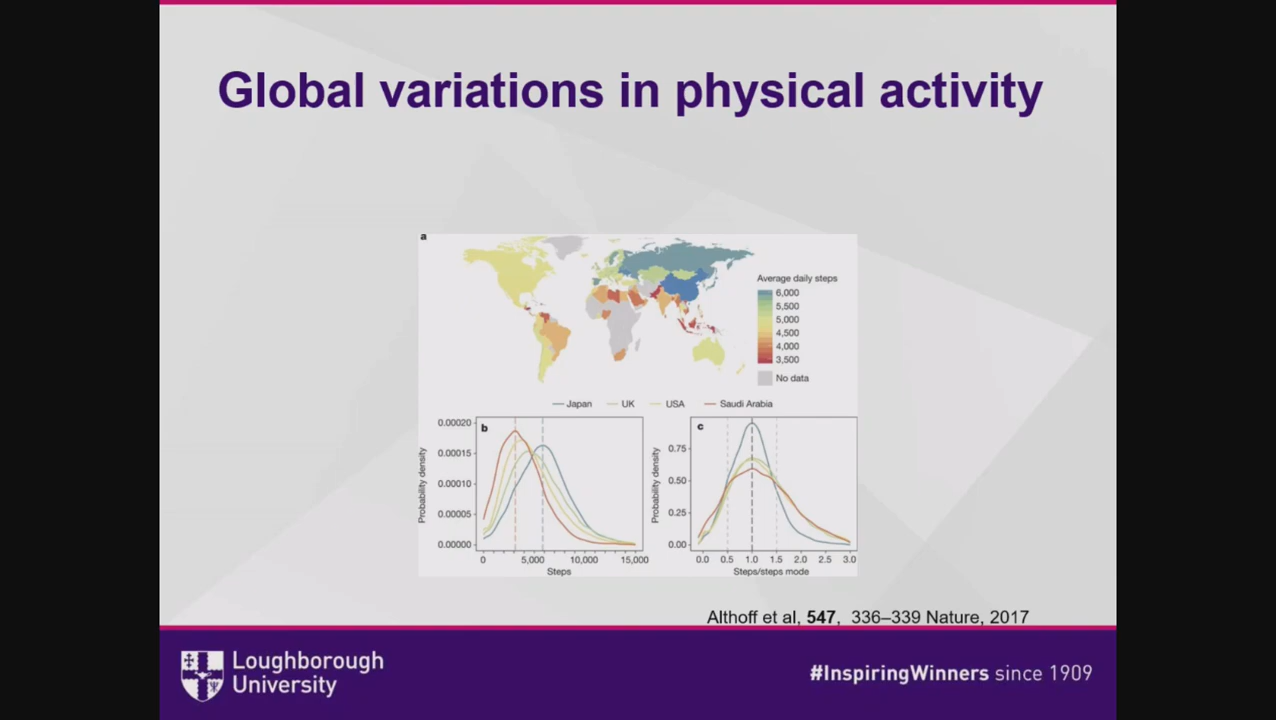 Global variations in physical activity
a
Average daily steps
6,000
5,500
5,000
4,500
4,000
3,500
No data
Japan UK USA Saudi Arabia
b
Probability density
0.00020
0.00015
0.00010
0.00005
0.00000
0 5,000 10,000 15,000
Steps
c
Probability density
0.75
0.50
0.25
0.00
0.0 0.5 1.0 1.5 2.0 2.5 3.0
Steps/steps mode
Althoff et al, 547, 336–339 Nature, 2017
Loughborough
University
#InspiringWinners since 1909